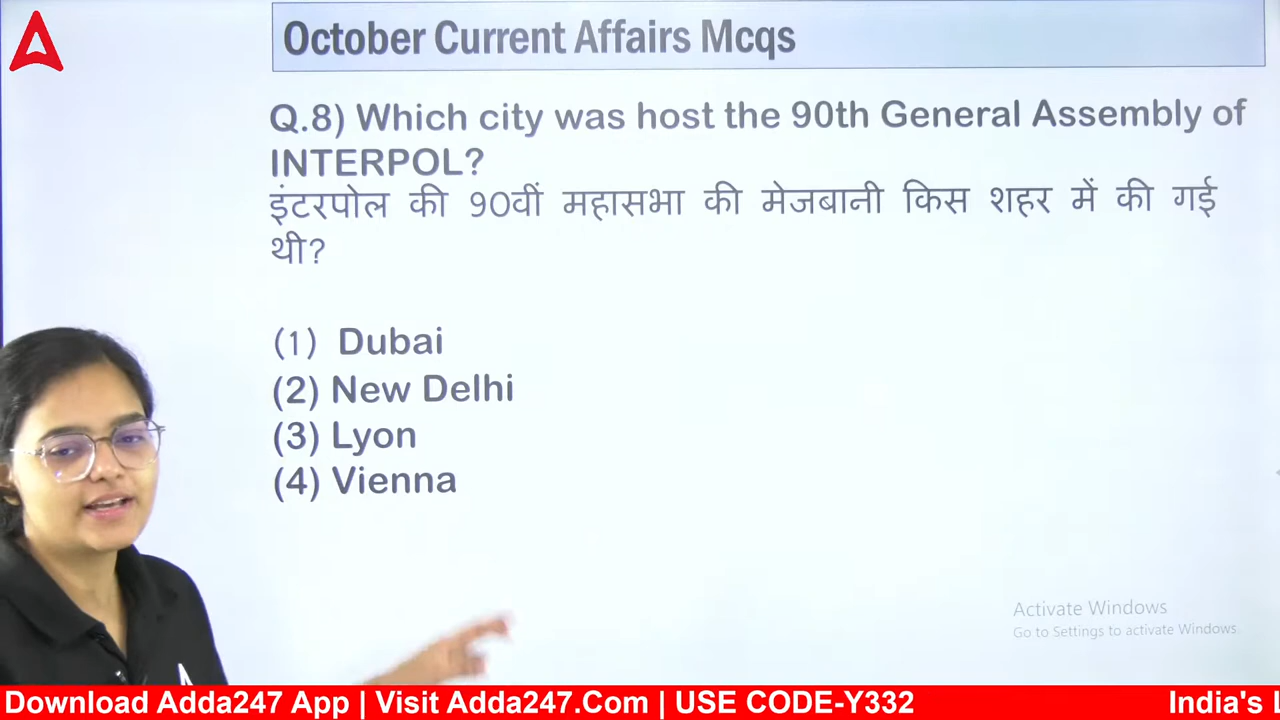 October Current Affairs Mcqs
Q.8) Which city was host the 90th General Assembly of
INTERPOL?
इंटरपोल की 90वीं महासभा की मेजबानी किस शहर में की गई
थी?
(1) Dubai
(2) New Delhi
(3) Lyon
(4) Vienna
Activate Windows
Go to Settings to activate Windows.
Download Adda247 App | Visit Adda247.Com | USE CODE-Y332
India's L